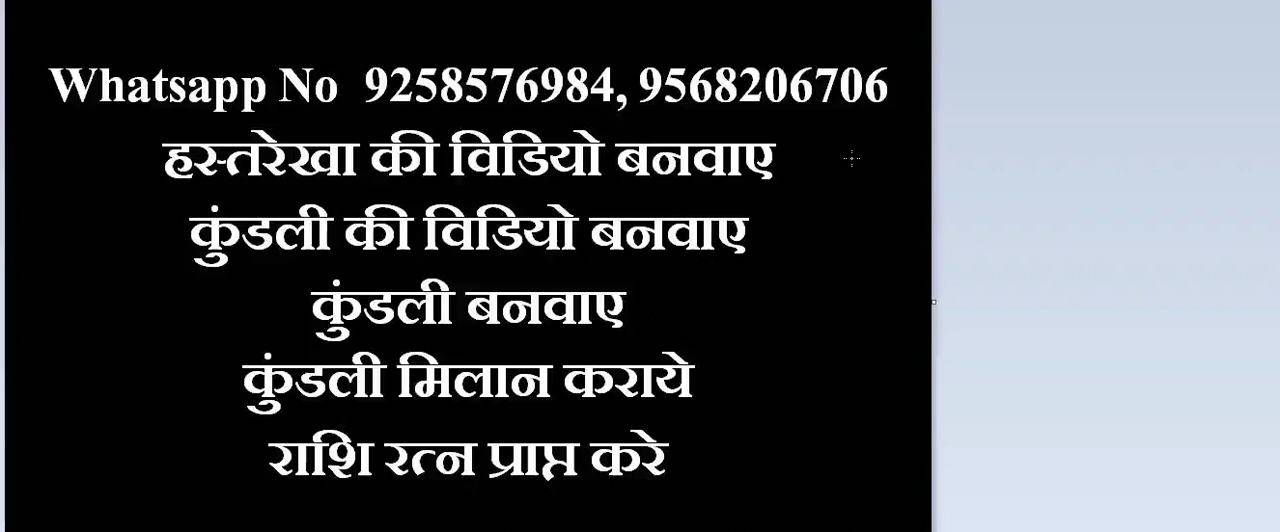 Whatsapp No 9258576984, 9568206706
हस्तरेखा की विडियो बनवाए
कुंडली की विडियो बनवाए
कुंडली बनवाए
कुंडली मिलान कराये
राशि रत्न प्राप्त करे